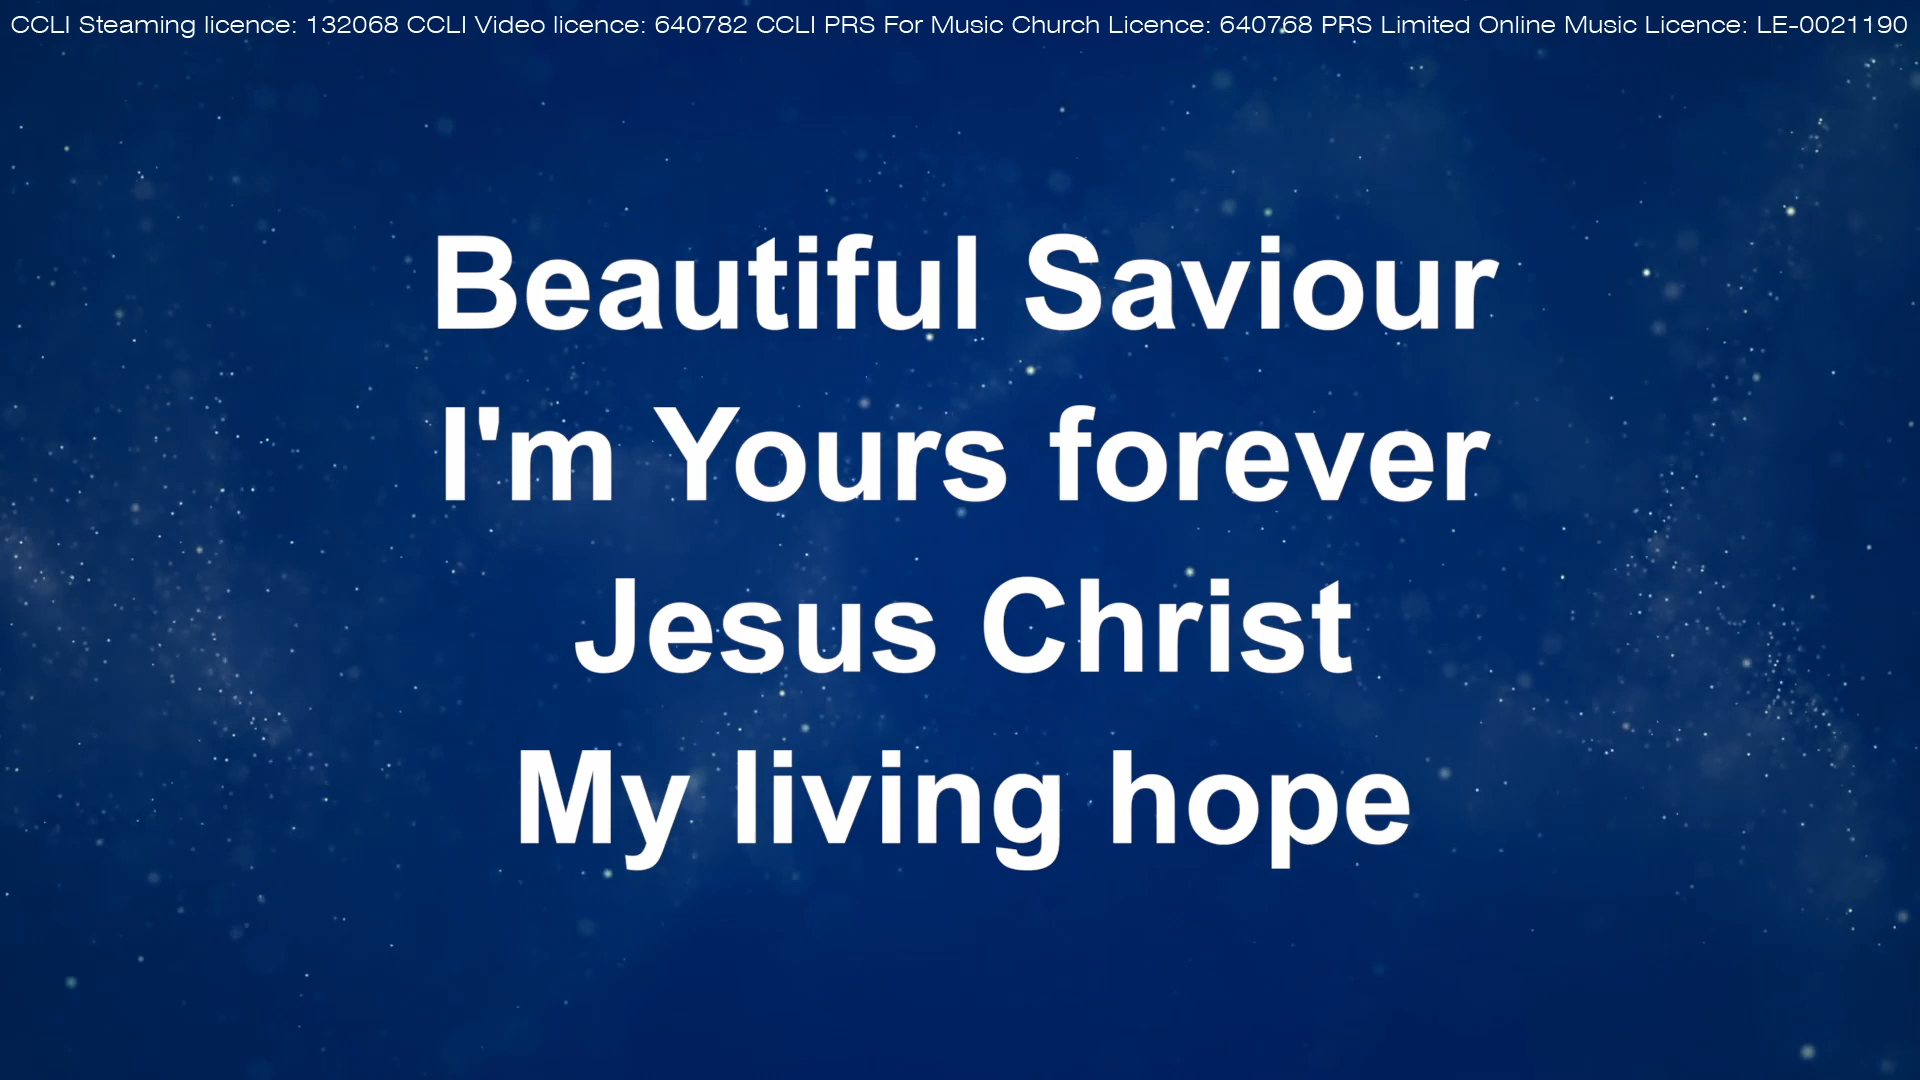 CCLI Steaming licence: 132068 CCLI Video licence: 640782 CCLI PRS For Music Church Licence: 640768 PRS Limited Online Music Licence: LE-0021190
Beautiful Saviour
I'm Yours forever
Jesus Christ
My living hope